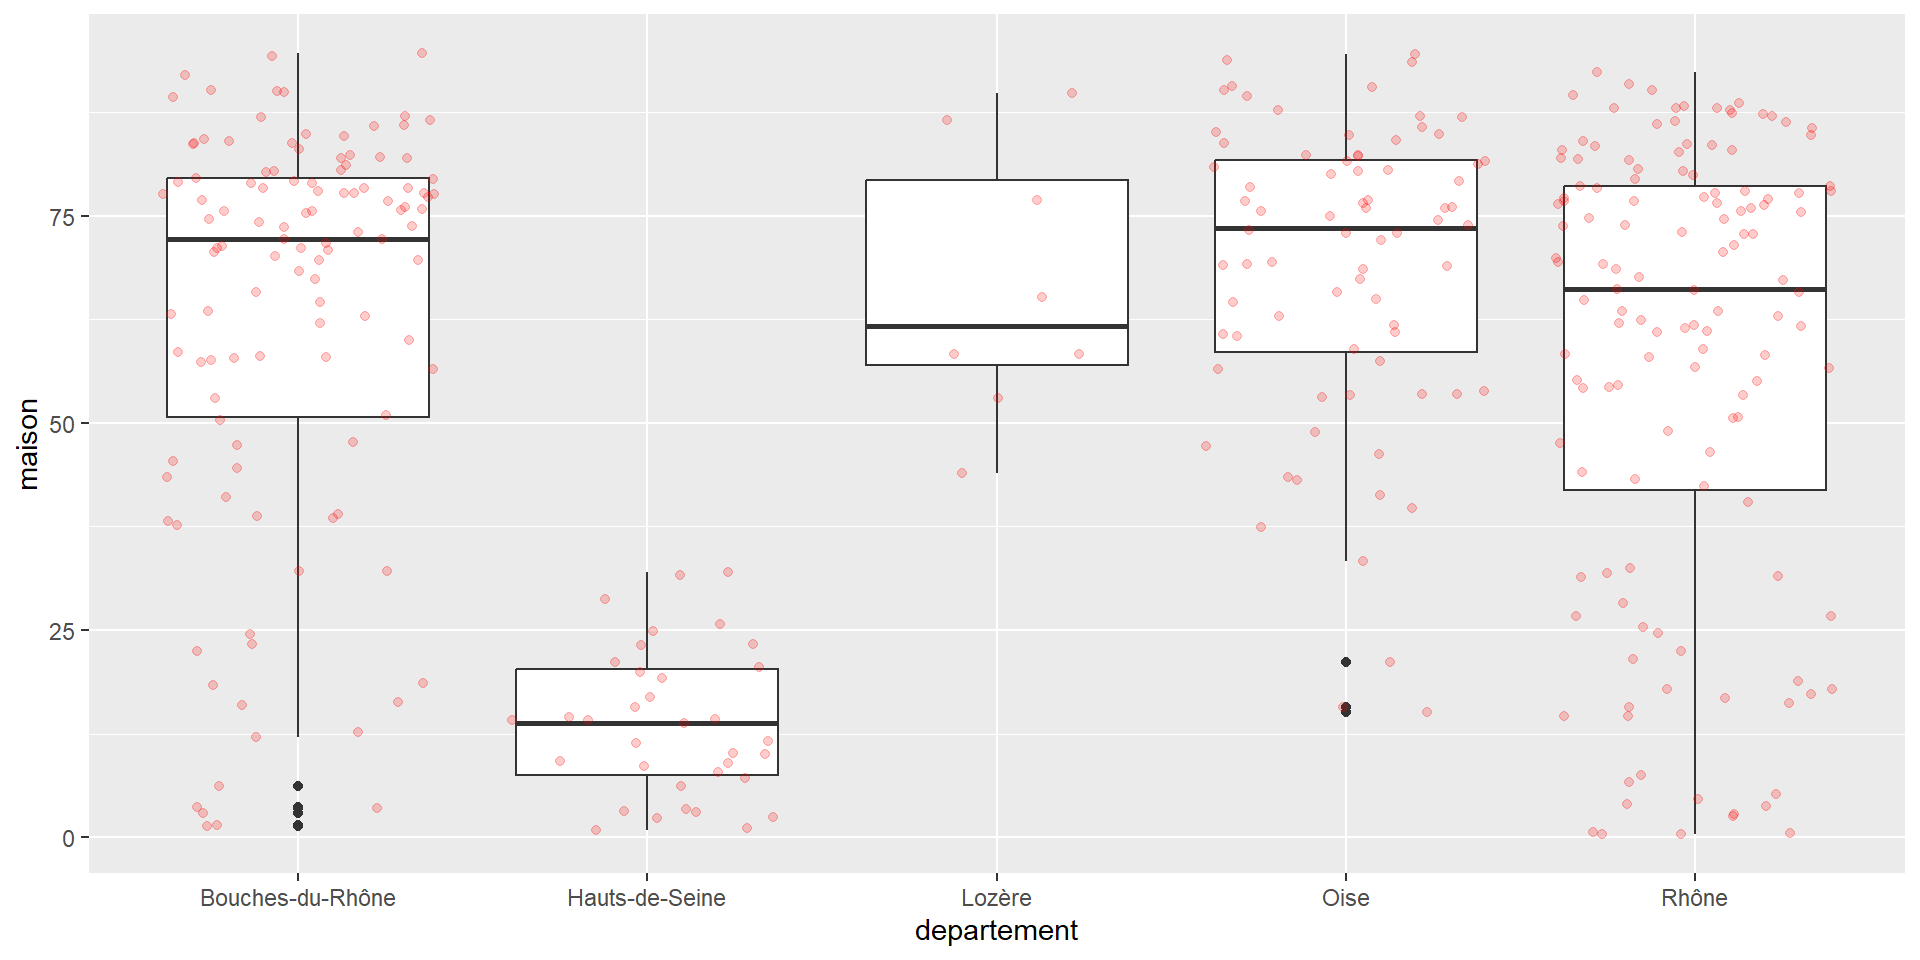 75
50
25
0
maison
Bouches-du-Rhône
Hauts-de-Seine
Lozère
Oise
Rhône
departement